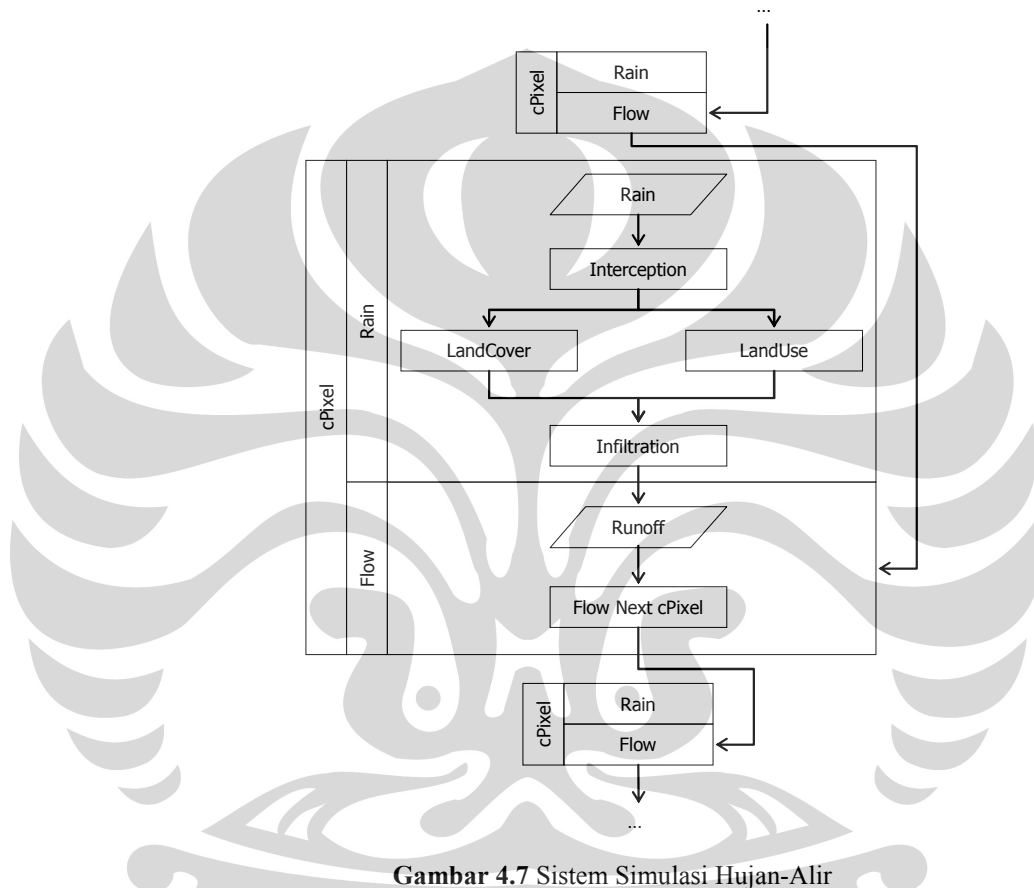 ...
cPixel
Rain
Flow
cPixel
Rain
Rain
Interception
LandCover
LandUse
Infiltration
Flow
Runoff
Flow Next cPixel
cPixel
Rain
Flow
...
Gambar 4.7 Sistem Simulasi Hujan-Alir